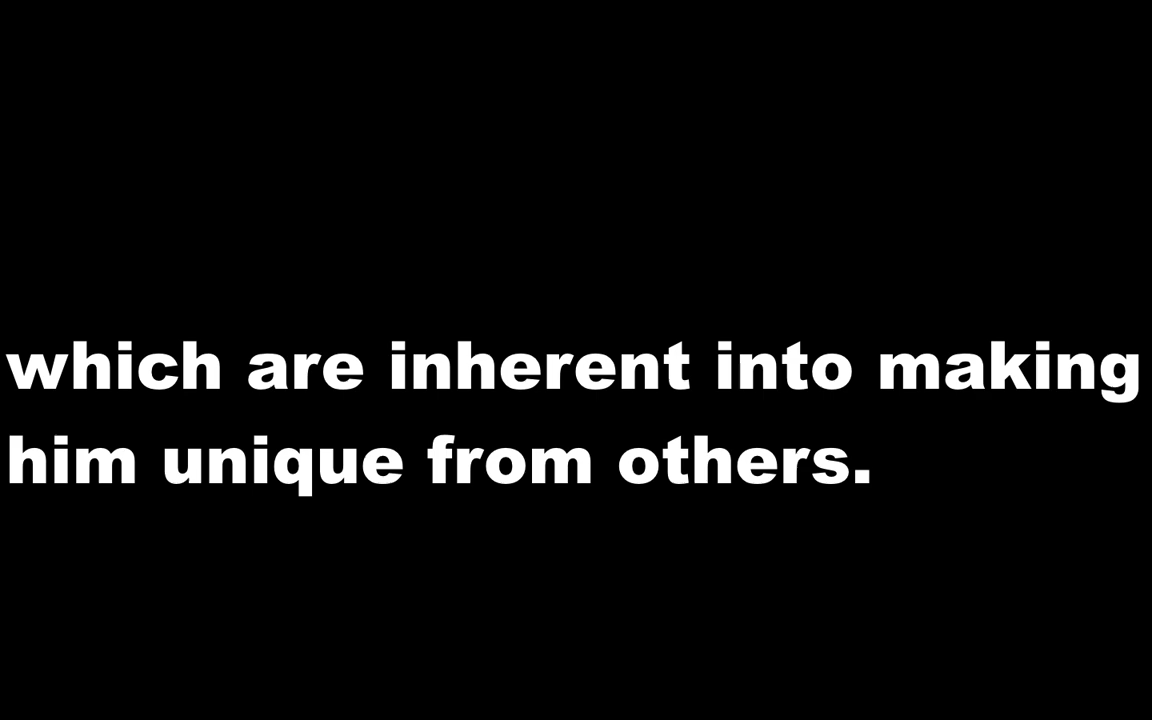 which are inherent into making
him unique from others.